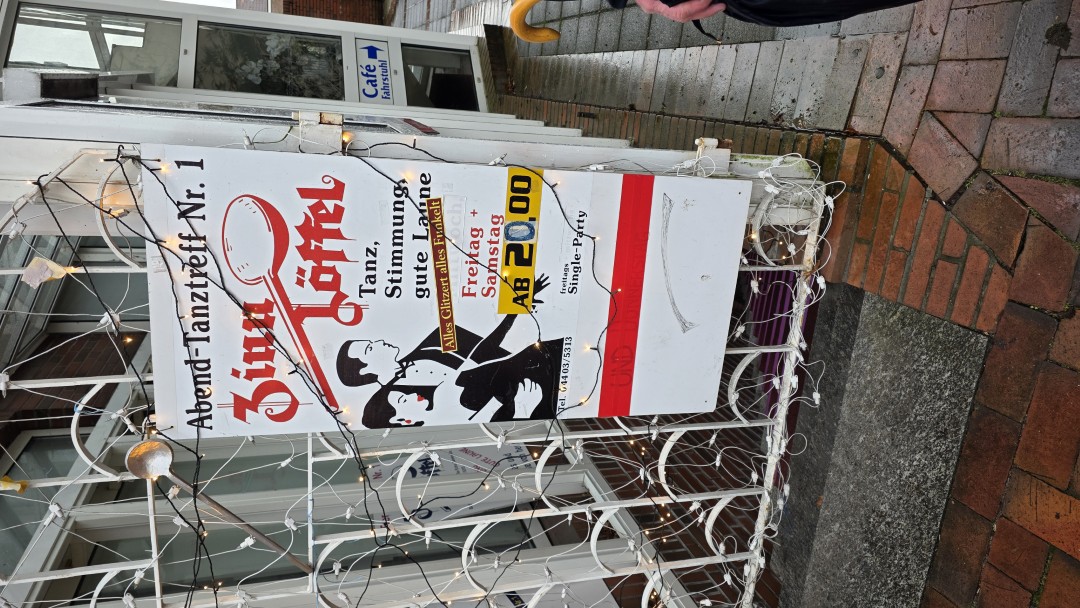 Café
Fahrstuhl
Abend-Tanztreff Nr. 1
Zinn
Löffel
Tanz,
Stimmung,
gute Laune
Alles Glitzert alles Funkelt
Freitag +
Samstag
AB 20.00
freitags
Single-Party
Tel. 04403/5313
UND